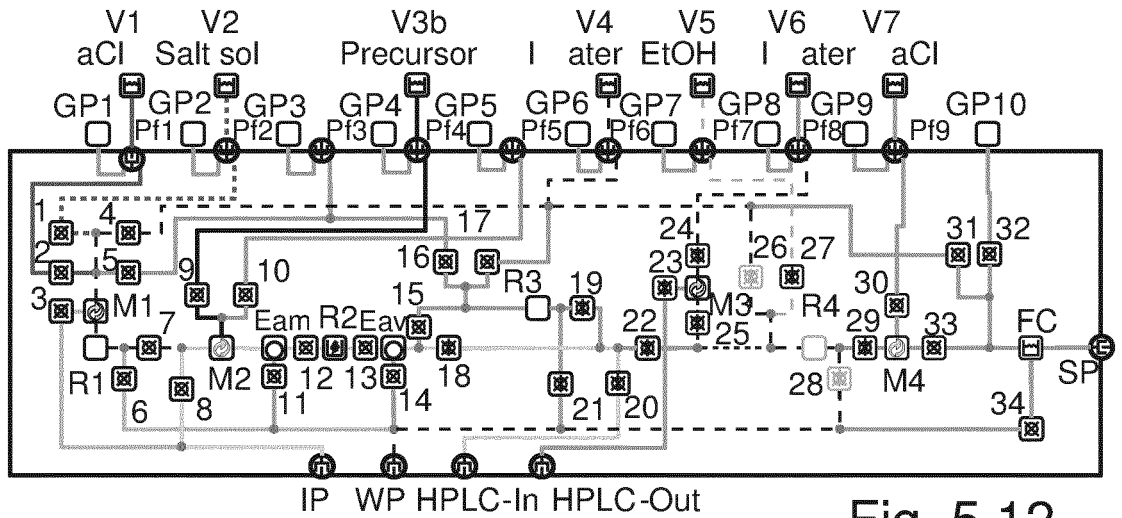 V1 V2 V3b V4 V5 V6 V7
aCl Salt sol Precursor I ater EtOH I ater aCl
GP1 GP2 GP3 GP4 GP5 GP6 GP7 GP8 GP9 GP10
Pf1 Pf2 Pf3 Pf4 Pf5 Pf6 Pf7 Pf8 Pf9
1 4 17 24 31 32
2 5 9 10 16 R3 19 23 26 27
3 M1 15 M3 R4 30
7 Eam R2 Eav 22 25 29 33 FC
R1 M2 12 13 18 28 M4 SP
6 8 11 14 21 20 34
IP WP HPLC-In HPLC-Out
Fig. 5.12